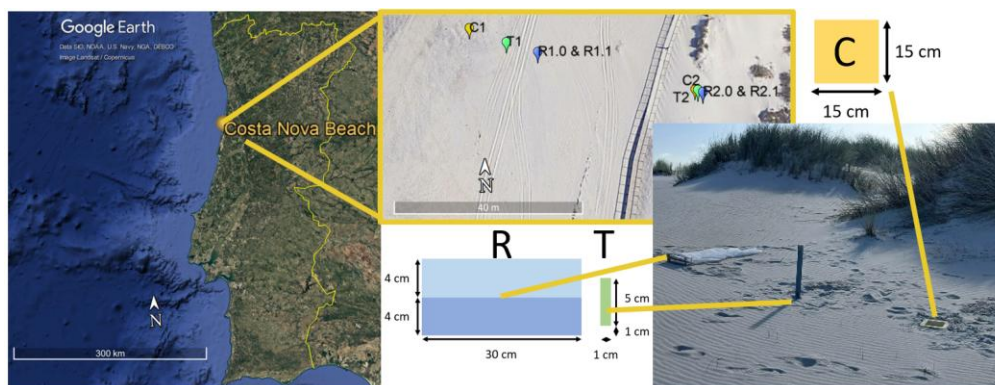 Google Earth
Data SIO, NOAA, U.S. Navy, NGA, GEBCO
Image Landsat / Copernicus
Costa Nova Beach
N
300 km
C1
T1
R1.0 & R1.1
C2
T2
R2.0 & R2.1
N
40 m
C
15 cm
15 cm
R
T
4 cm
4 cm
30 cm
5 cm
1 cm
1 cm